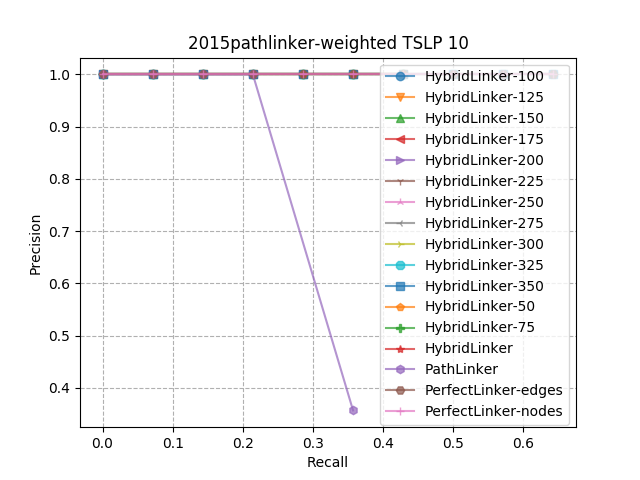 2015pathlinker-weighted TSLP 10
1.0
0.9
0.8
0.7
0.6
0.5
0.4
Precision
0.0 0.1 0.2 0.3 0.4 0.5 0.6
Recall
HybridLinker-100
HybridLinker-125
HybridLinker-150
HybridLinker-175
HybridLinker-200
HybridLinker-225
HybridLinker-250
HybridLinker-275
HybridLinker-300
HybridLinker-325
HybridLinker-350
HybridLinker-50
HybridLinker-75
HybridLinker
PathLinker
PerfectLinker-edges
PerfectLinker-nodes